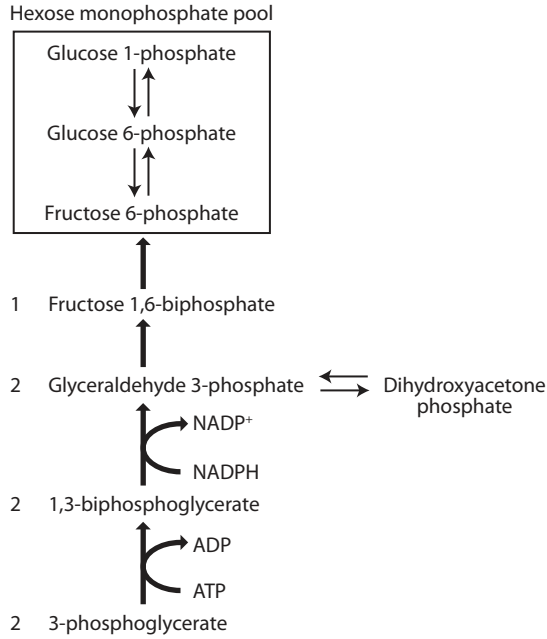 Hexose monophosphate pool
Glucose 1-phosphate
Glucose 6-phosphate
Fructose 6-phosphate
1 Fructose 1,6-biphosphate
2 Glyceraldehyde 3-phosphate
Dihydroxyacetone
phosphate
NADP⁺
NADPH
2 1,3-biphosphoglycerate
ADP
ATP
2 3-phosphoglycerate